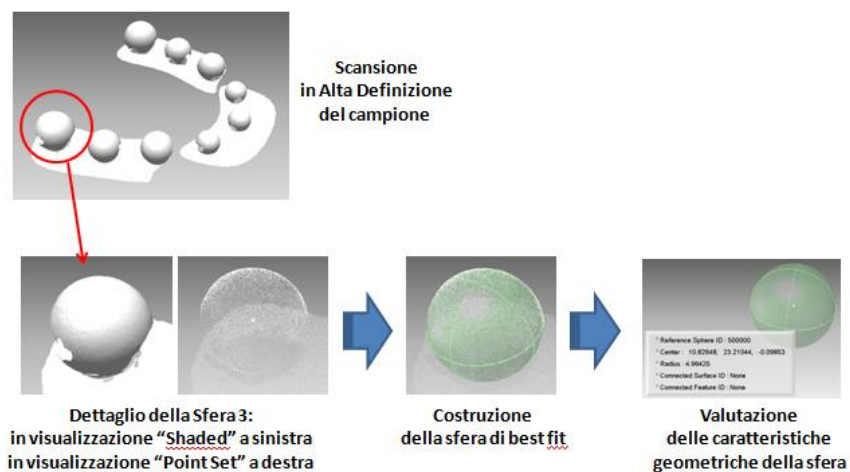 Scansione
in Alta Definizione
del campione
Dettaglio della Sfera 3:
in visualizzazione “Shaded” a sinistra
in visualizzazione “Point Set” a destra
Costruzione
della sfera di best fit
* Reference Sphere ID : 500000
* Center : 10.82848, 23.21044, -0.09853
* Radius : 4.96425
* Connected Surface ID : None
* Connected Feature ID : None
Valutazione
delle caratteristiche
geometriche della sfera